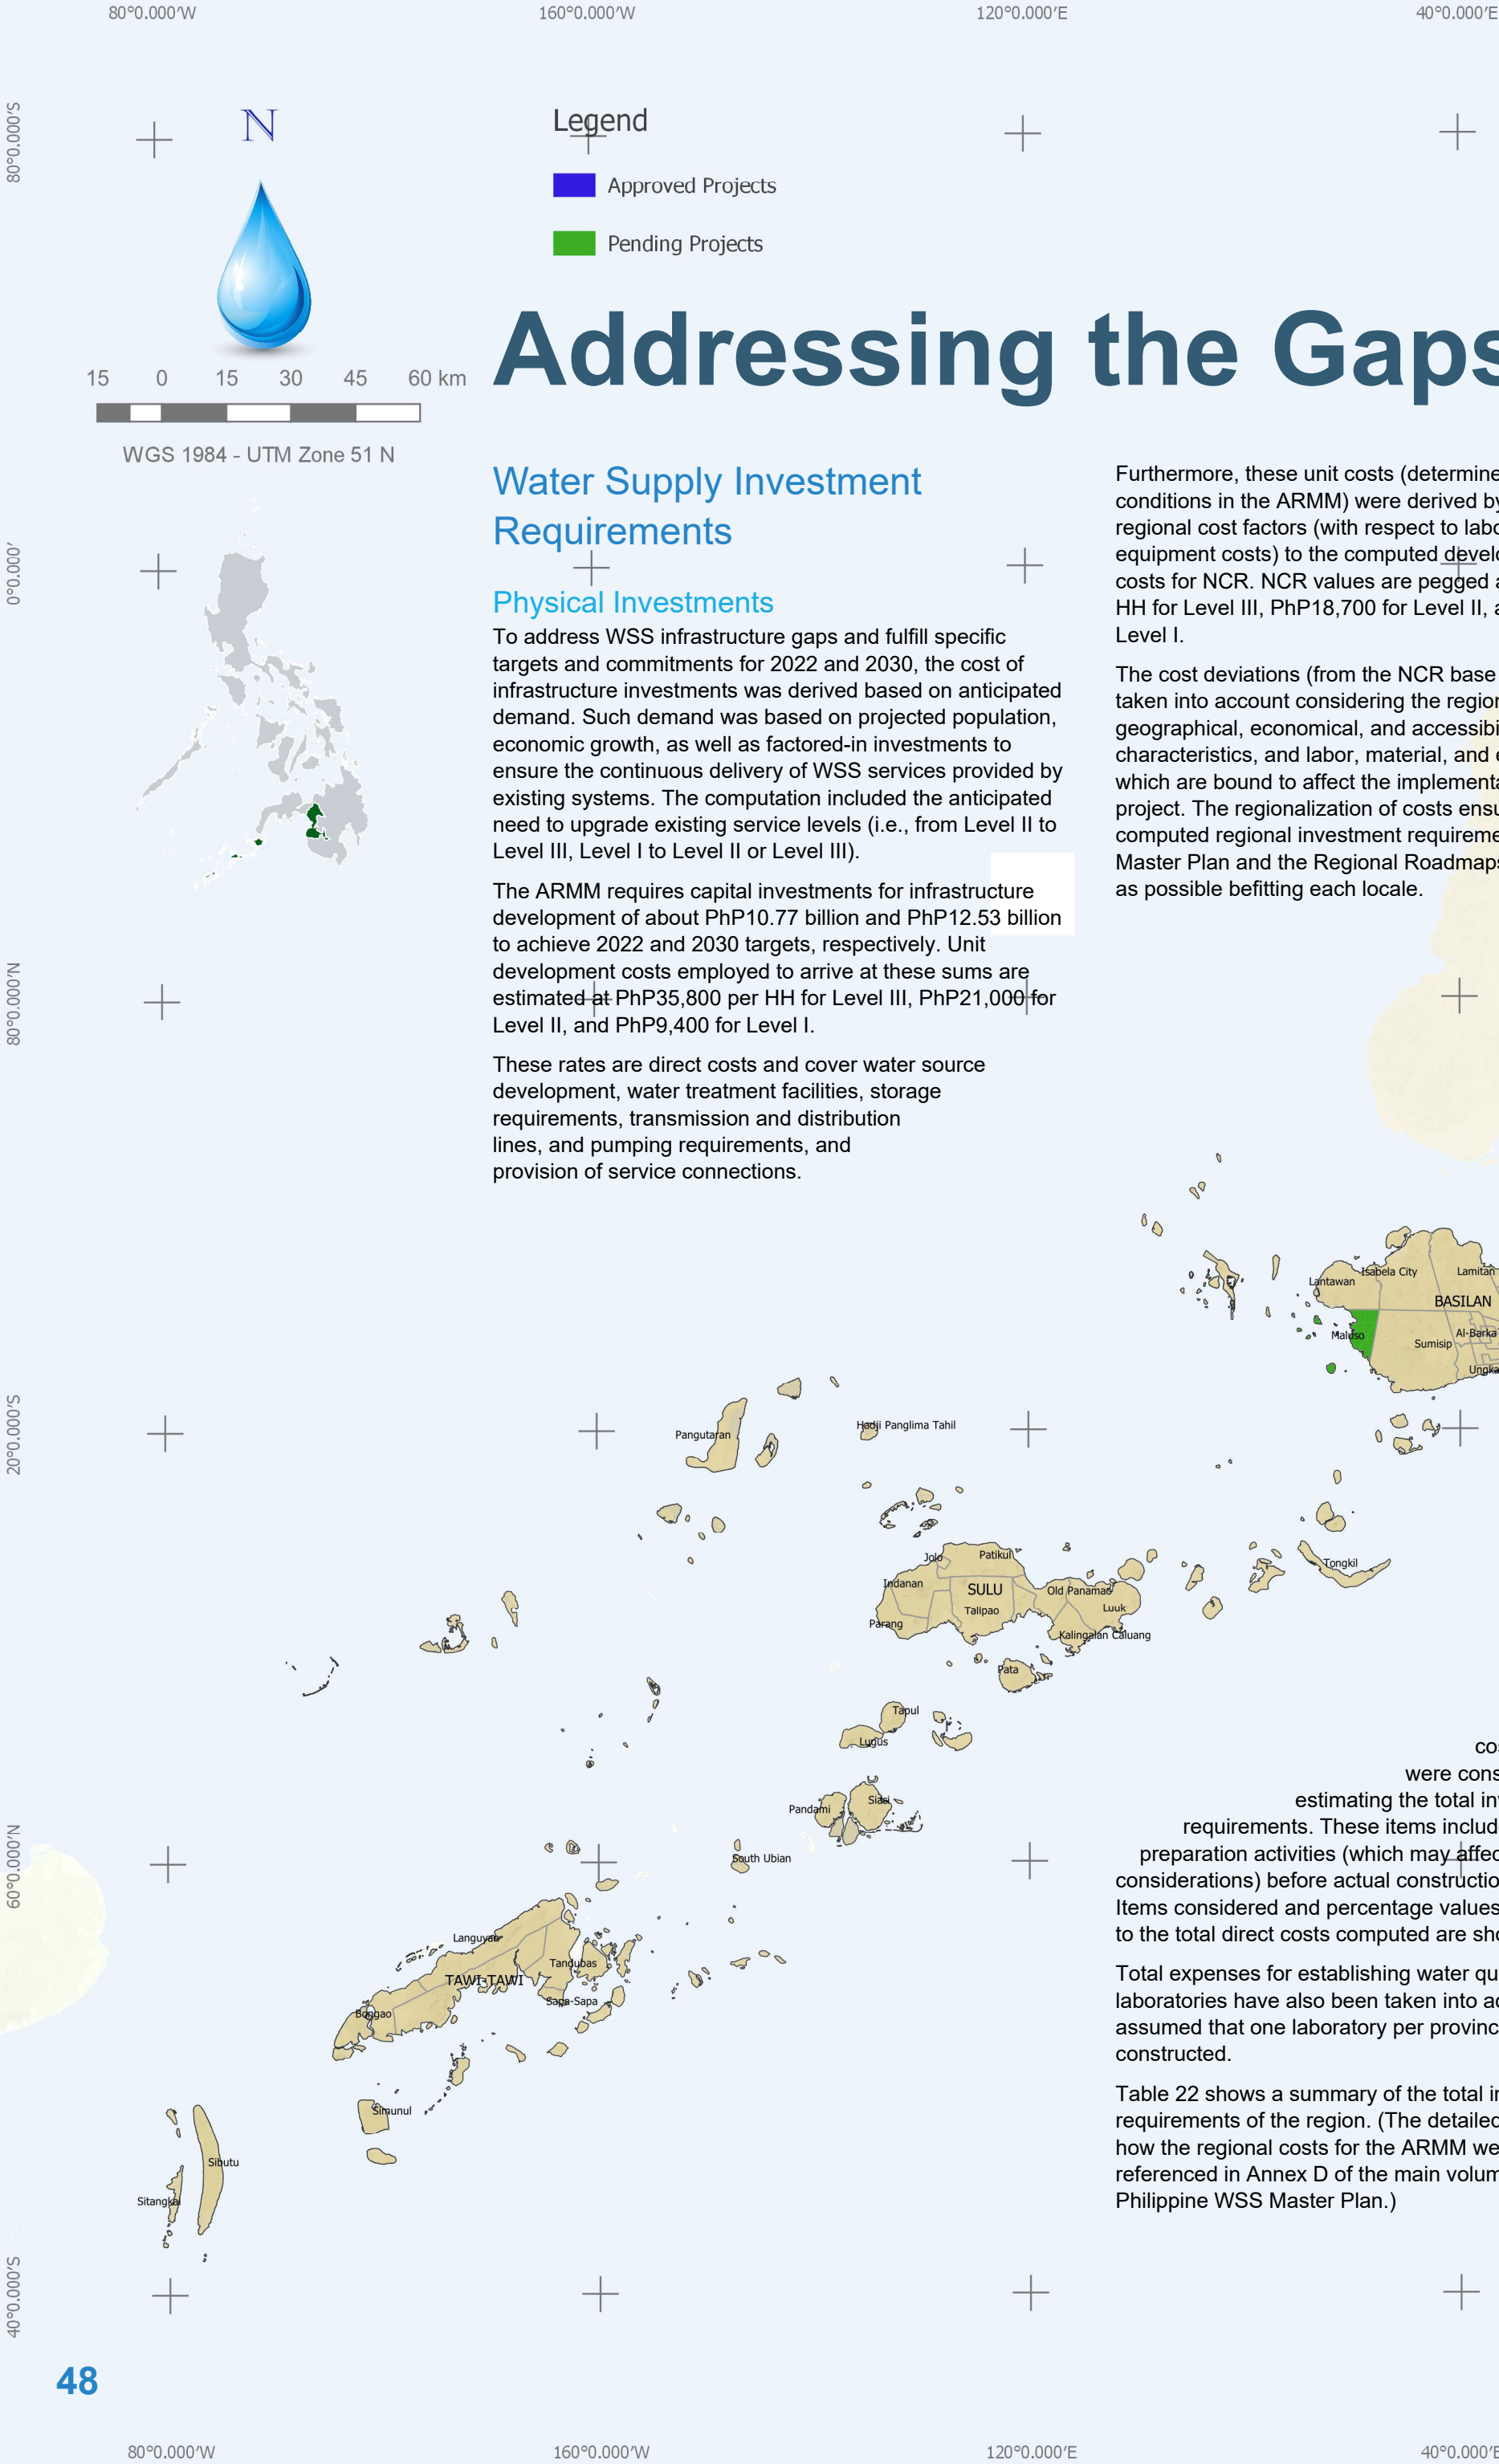 80°0.000'W 160°0.000'W 120°0.000'E 40°0.000'E
80°0.000'S
0°0.000'
80°0.000'N
20°0.000'S
60°0.000'N
40°0.000'S
N
15 0 15 30 45 60 km
WGS 1984 - UTM Zone 51 N
Legend
Approved Projects
Pending Projects
Addressing the Gaps
Water Supply Investment
Requirements
Physical Investments
To address WSS infrastructure gaps and fulfill specific
targets and commitments for 2022 and 2030, the cost of
infrastructure investments was derived based on anticipated
demand. Such demand was based on projected population,
economic growth, as well as factored-in investments to
ensure the continuous delivery of WSS services provided by
existing systems. The computation included the anticipated
need to upgrade existing service levels (i.e., from Level II to
Level III, Level I to Level II or Level III).
The ARMM requires capital investments for infrastructure
development of about PhP10.77 billion and PhP12.53 billion
to achieve 2022 and 2030 targets, respectively. Unit
development costs employed to arrive at these sums are
estimated at PhP35,800 per HH for Level III, PhP21,000 for
Level II, and PhP9,400 for Level I.
These rates are direct costs and cover water source
development, water treatment facilities, storage
requirements, transmission and distribution
lines, and pumping requirements, and
provision of service connections.
Furthermore, these unit costs (determine
conditions in the ARMM) were derived by
regional cost factors (with respect to labo
equipment costs) to the computed develo
costs for NCR. NCR values are pegged a
HH for Level III, PhP18,700 for Level II, a
Level I.
The cost deviations (from the NCR base
taken into account considering the region
geographical, economical, and accessibi
characteristics, and labor, material, and e
which are bound to affect the implementa
project. The regionalization of costs ensu
computed regional investment requireme
Master Plan and the Regional Roadmaps
as possible befitting each locale.
Lantawan
Isabela City
Lamitan
BASILAN
Maluso
Sumisip
Al-Barka
Ungka
Pangutaran
Hadji Panglima Tahil
Jolo
Patikul
Indanan
SULU
Old Panamao
Talipao
Luuk
Parang
Kalingalan Caluang
Tongkil
Pata
Tapul
Lugus
Siasi
Pandami
South Ubian
Languyan
Tandubas
TAWI-TAWI
Sapa-Sapa
Bongao
Simunul
Sibutu
Sitangkai
cos
were cons
estimating the total inv
requirements. These items includ
preparation activities (which may affec
considerations) before actual constructio
Items considered and percentage values
to the total direct costs computed are sho
Total expenses for establishing water qu
laboratories have also been taken into ac
assumed that one laboratory per provinc
constructed.
Table 22 shows a summary of the total in
requirements of the region. (The detailed
how the regional costs for the ARMM we
referenced in Annex D of the main volum
Philippine WSS Master Plan.)
48
80°0.000'W 160°0.000'W 120°0.000'E 40°0.000'E